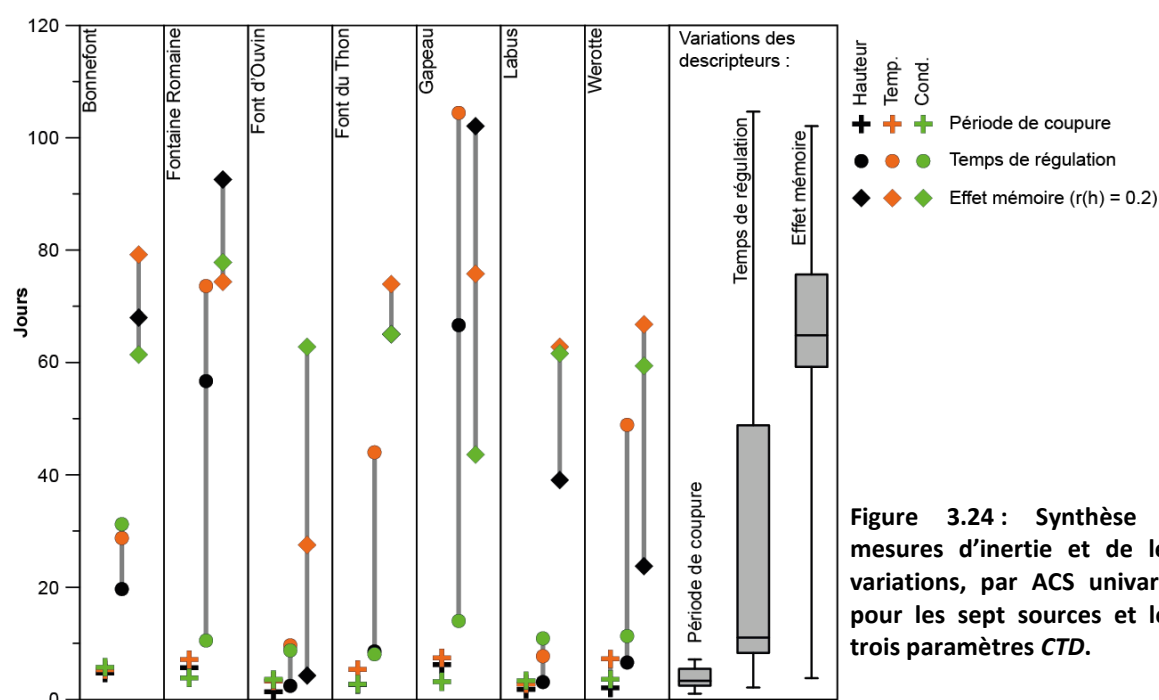 120
100
80
60
40
20
0
Jours
Bonnefont
Fontaine Romaine
Font d'Ouvin
Font du Thon
Gapeau
Labus
Werotte
Variations des
descripteurs :
Période de coupure
Temps de régulation
Effet mémoire
Hauteur
Temp.
Cond.
Période de coupure
Temps de régulation
Effet mémoire (r(h) = 0.2)
Figure 3.24 : Synthèse
mesures d'inertie et de
variations, par ACS
pour les sept sources et
trois paramètres CTD.